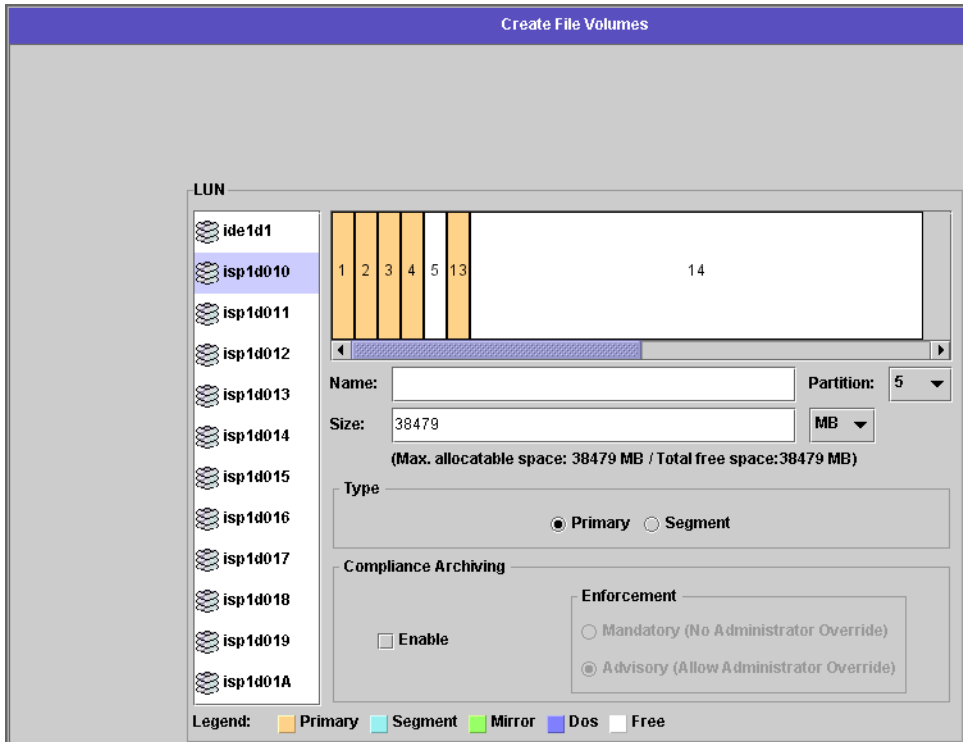 Create File Volumes
LUN
ide1d1
isp1d010
isp1d011
isp1d012
isp1d013
isp1d014
isp1d015
isp1d016
isp1d017
isp1d018
isp1d019
isp1d01A
1 2 3 4 5 13 14
Name:
Partition: 5
Size: 38479 MB
(Max. allocatable space: 38479 MB / Total free space:38479 MB)
Type
Primary Segment
Compliance Archiving
Enable
Enforcement
Mandatory (No Administrator Override)
Advisory (Allow Administrator Override)
Legend: Primary Segment Mirror Dos Free